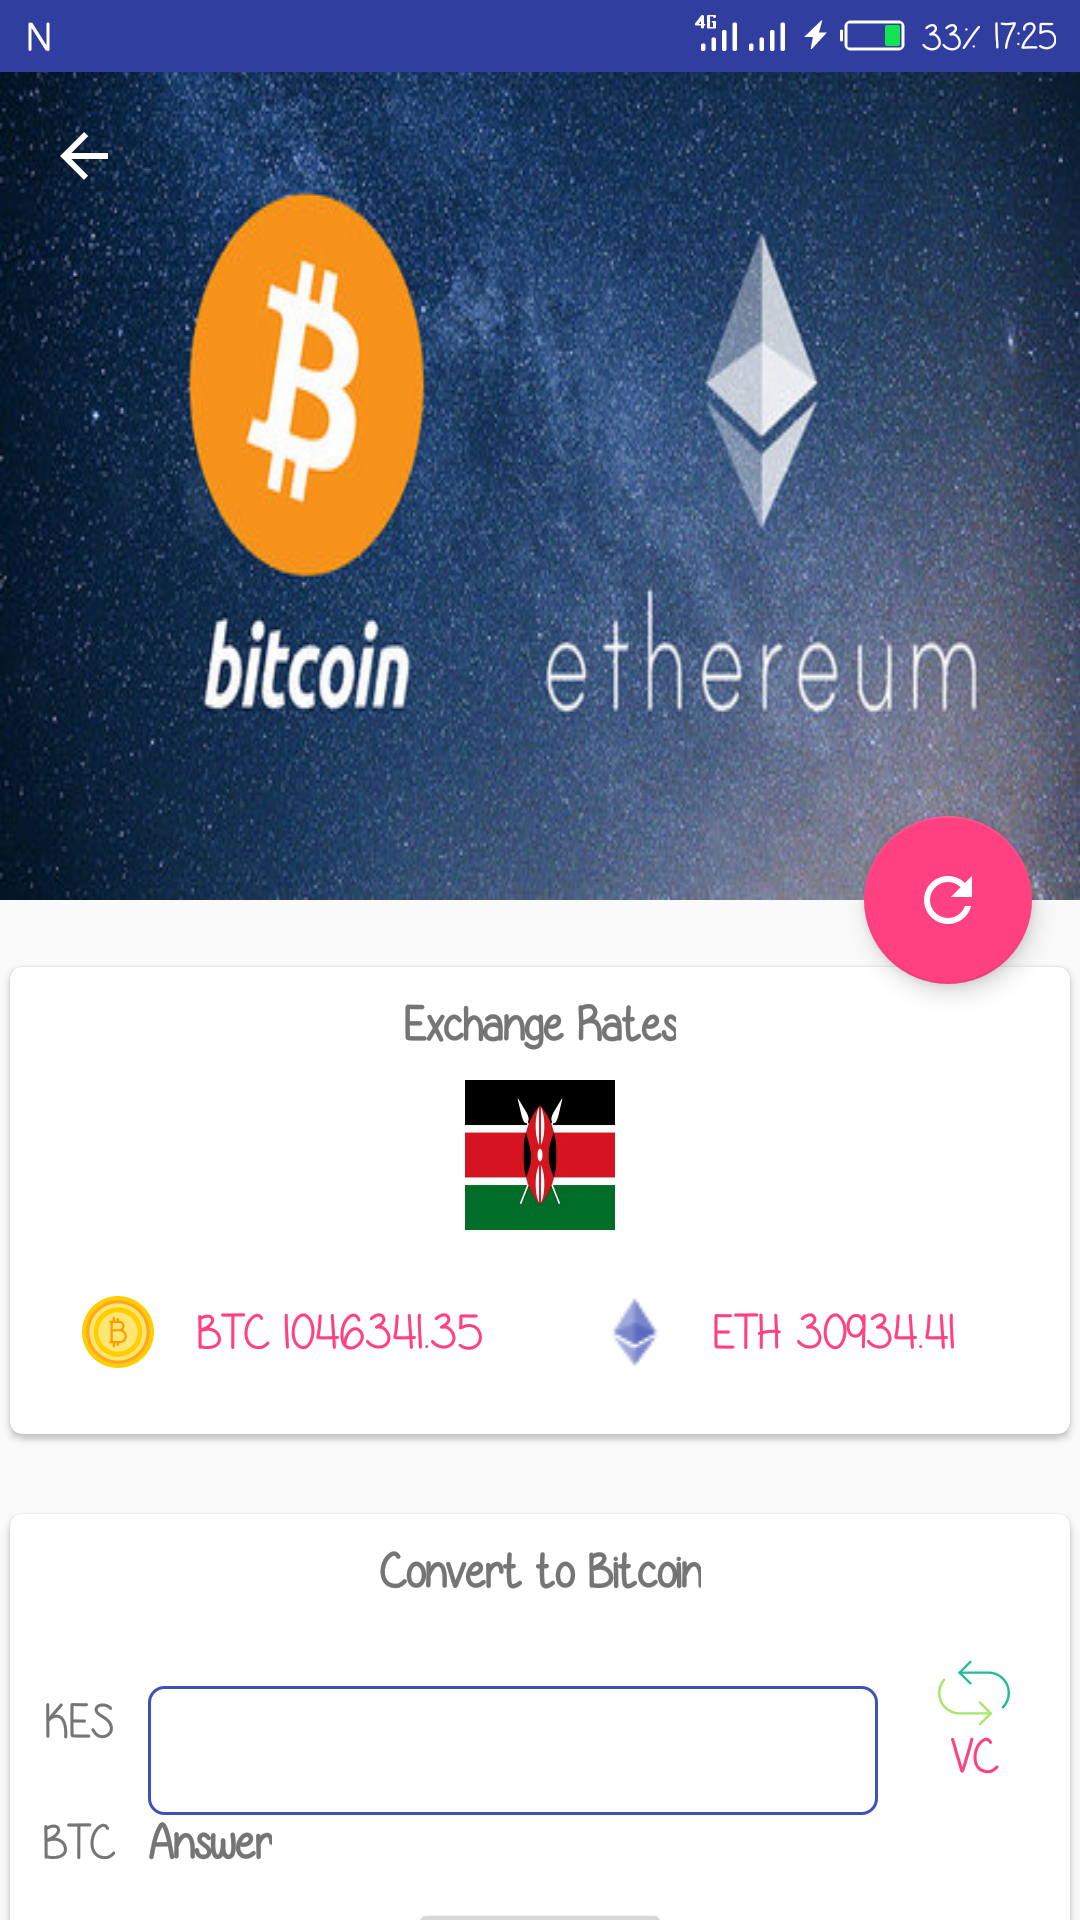 N 4G 33% 17:25
bitcoin ethereum
Exchange Rates
BTC 1046341.35 ETH 30934.41
Convert to Bitcoin
KES
VC
BTC Answer